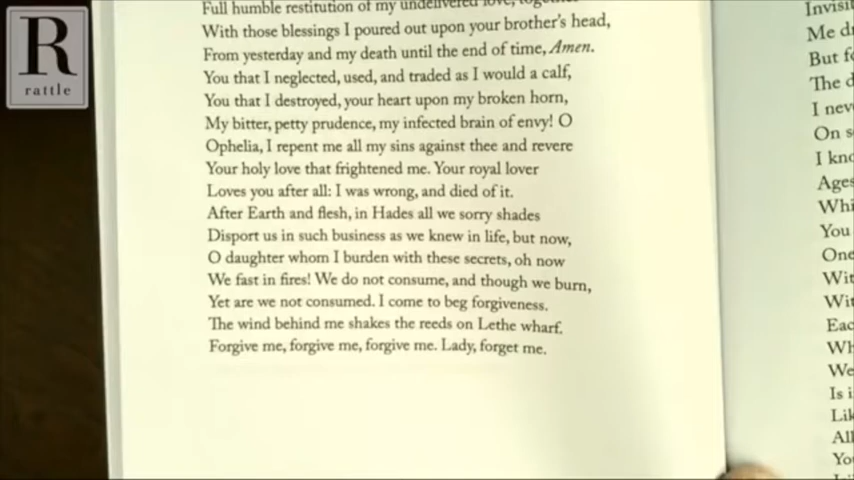 R
rattle
Full humble restitution of my undelivered love, together
With those blessings I poured out upon your brother's head,
From yesterday and my death until the end of time, Amen.
You that I neglected, used, and traded as I would a calf,
You that I destroyed, your heart upon my broken horn,
My bitter, petty prudence, my infected brain of envy! O
Ophelia, I repent me all my sins against thee and revere
Your holy love that frightened me. Your royal lover
Loves you after all: I was wrong, and died of it.
After Earth and flesh, in Hades all we sorry shades
Disport us in such business as we knew in life, but now,
O daughter whom I burden with these secrets, oh now
We fast in fires! We do not consume, and though we burn,
Yet are we not consumed. I come to beg forgiveness.
The wind behind me shakes the reeds on Lethe wharf.
Forgive me, forgive me, forgive me. Lady, forget me.
Me
But
The
I
On
I
Ages
You